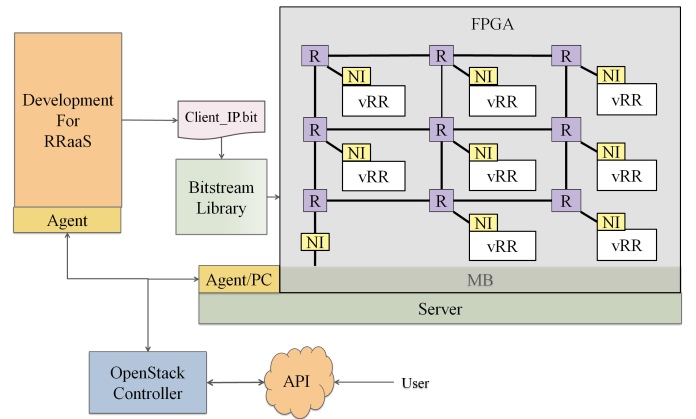 FPGA
R
R
R
NI
NI
NI
vRR
vRR
vRR
Development
For
RRaaS
Client_IP.bit
R
R
R
NI
NI
NI
vRR
vRR
vRR
Bitstream
Library
R
R
R
Agent
NI
NI
NI
vRR
vRR
Agent/PC
MB
Server
OpenStack
Controller
API
User